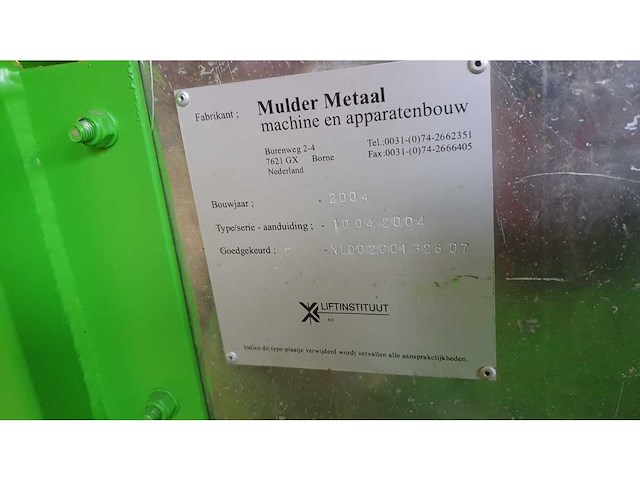 Fabrikant ; Mulder Metaal
machine en apparatenbouw
Burenweg 2-4 Tel.:0031-(0)74-2662351
7621 GX Borne Fax:0031-(0)74-2666405
Nederland
Bouwjaar ; - 2004
Type/serie - aanduiding ; - 1004 2004
Goedgekeurd ; -
LIFTINSTITUUT
Indien dit type-plaatje verwijderd wordt vervallen alle aansprakelijkheden.